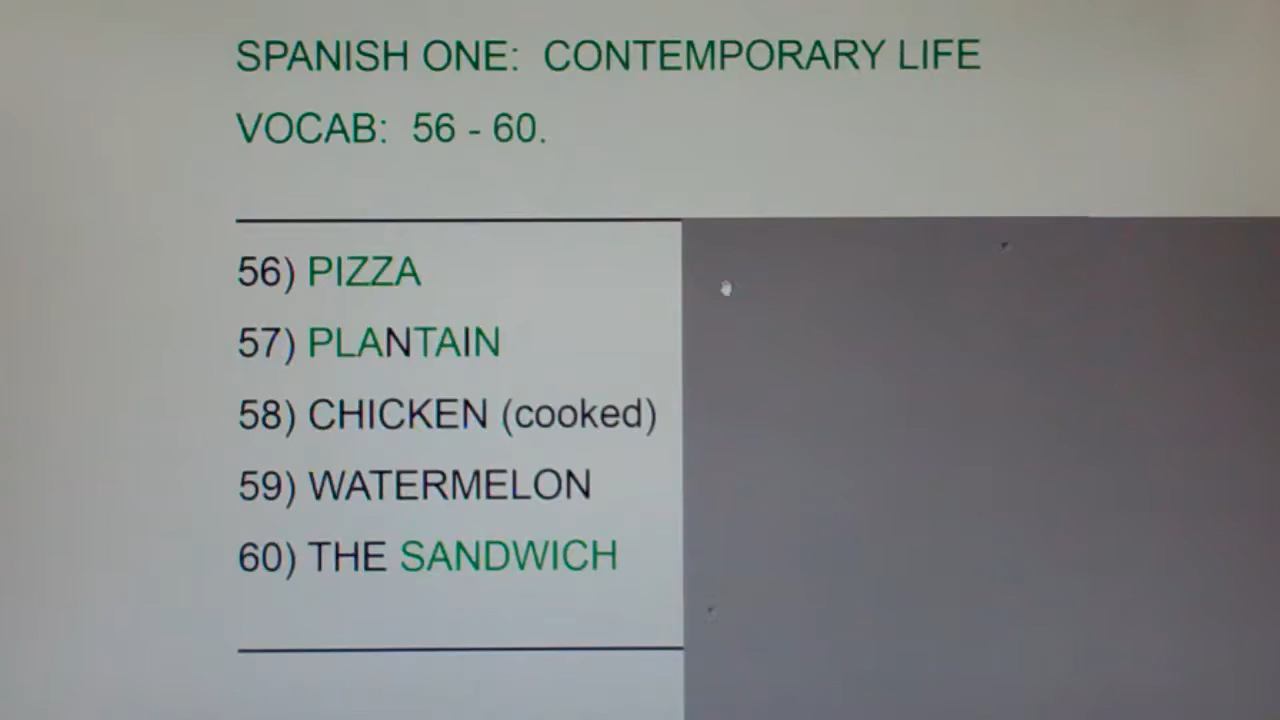 SPANISH ONE: CONTEMPORARY LIFE
VOCAB: 56 - 60.
56) PIZZA
57) PLANTAIN
58) CHICKEN (cooked)
59) WATERMELON
60) THE SANDWICH